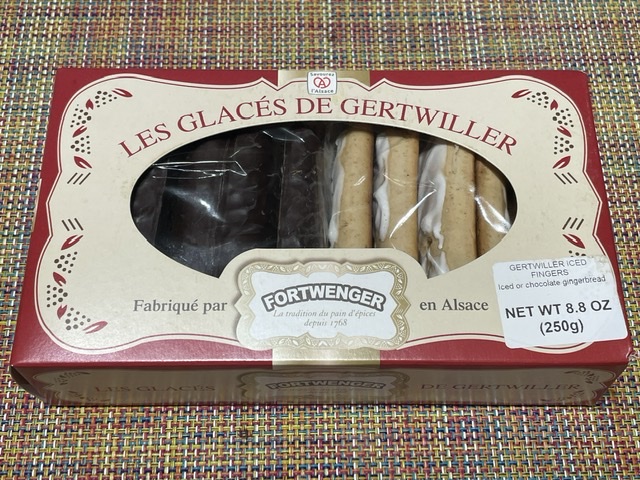 Savourez
l'Alsace
LES GLACÉS DE GERTWILLER
Fabriqué par
FORTWENGER
La tradition du pain d'épices
depuis 1768
en Alsace
GERTWILLER ICED
FINGERS
Iced or chocolate gingerbread
NET WT 8.8 OZ
(250g)
LES GLACÉS
FORTWENGER
DE GERTWILLER